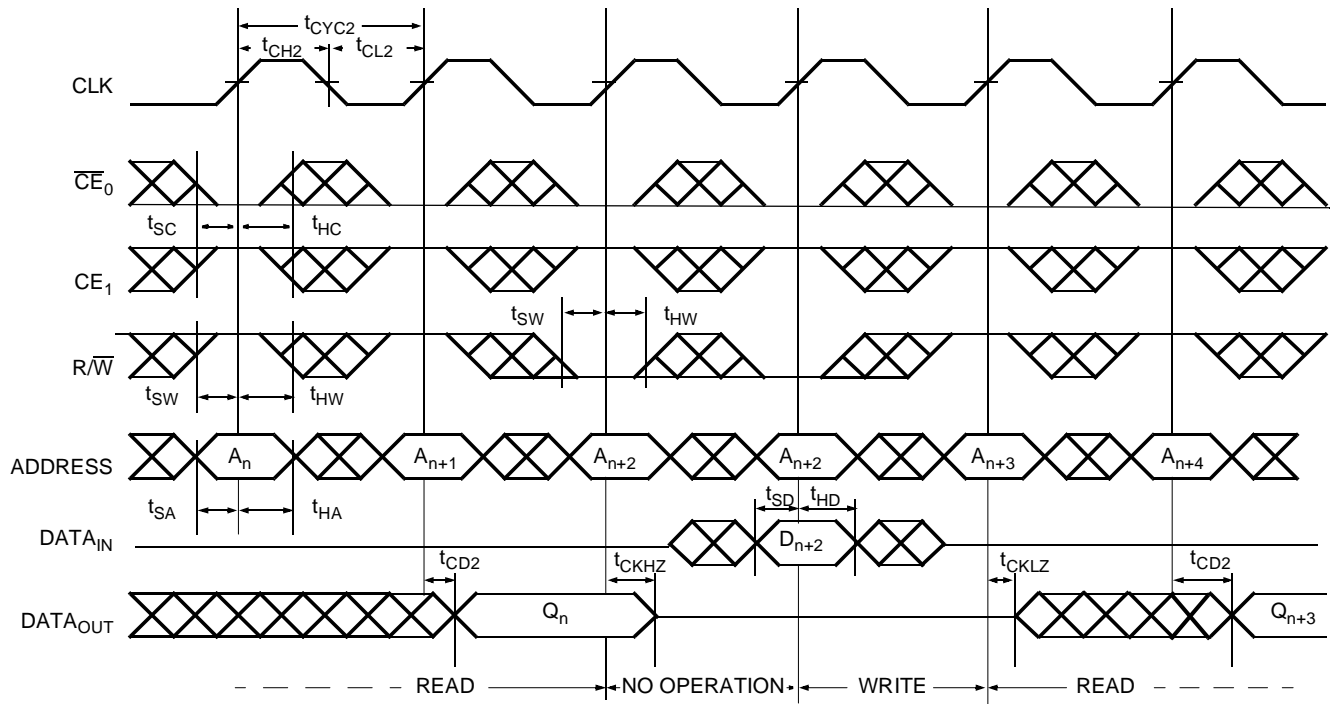 tCYC2
tCH2 tCL2
CLK
CE0
tSC tHC
CE1
tSW tHW
R/W
tSW tHW
ADDRESS An An+1 An+2 An+2 An+3 An+4
tSA tHA tSD tHD
DATAIN Dn+2
tCD2 tCKHZ tCKLZ tCD2
DATAOUT Qn Qn+3
READ NO OPERATION WRITE READ